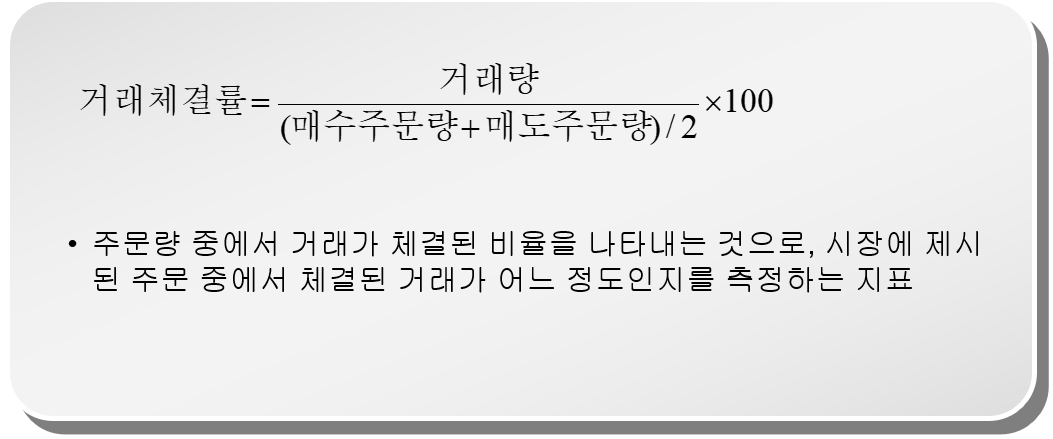 거래체결률=거래량/((매수주문량+매도주문량)/2)×100
• 주문량 중에서 거래가 체결된 비율을 나타내는 것으로, 시장에 제시
된 주문 중에서 체결된 거래가 어느 정도인지를 측정하는 지표